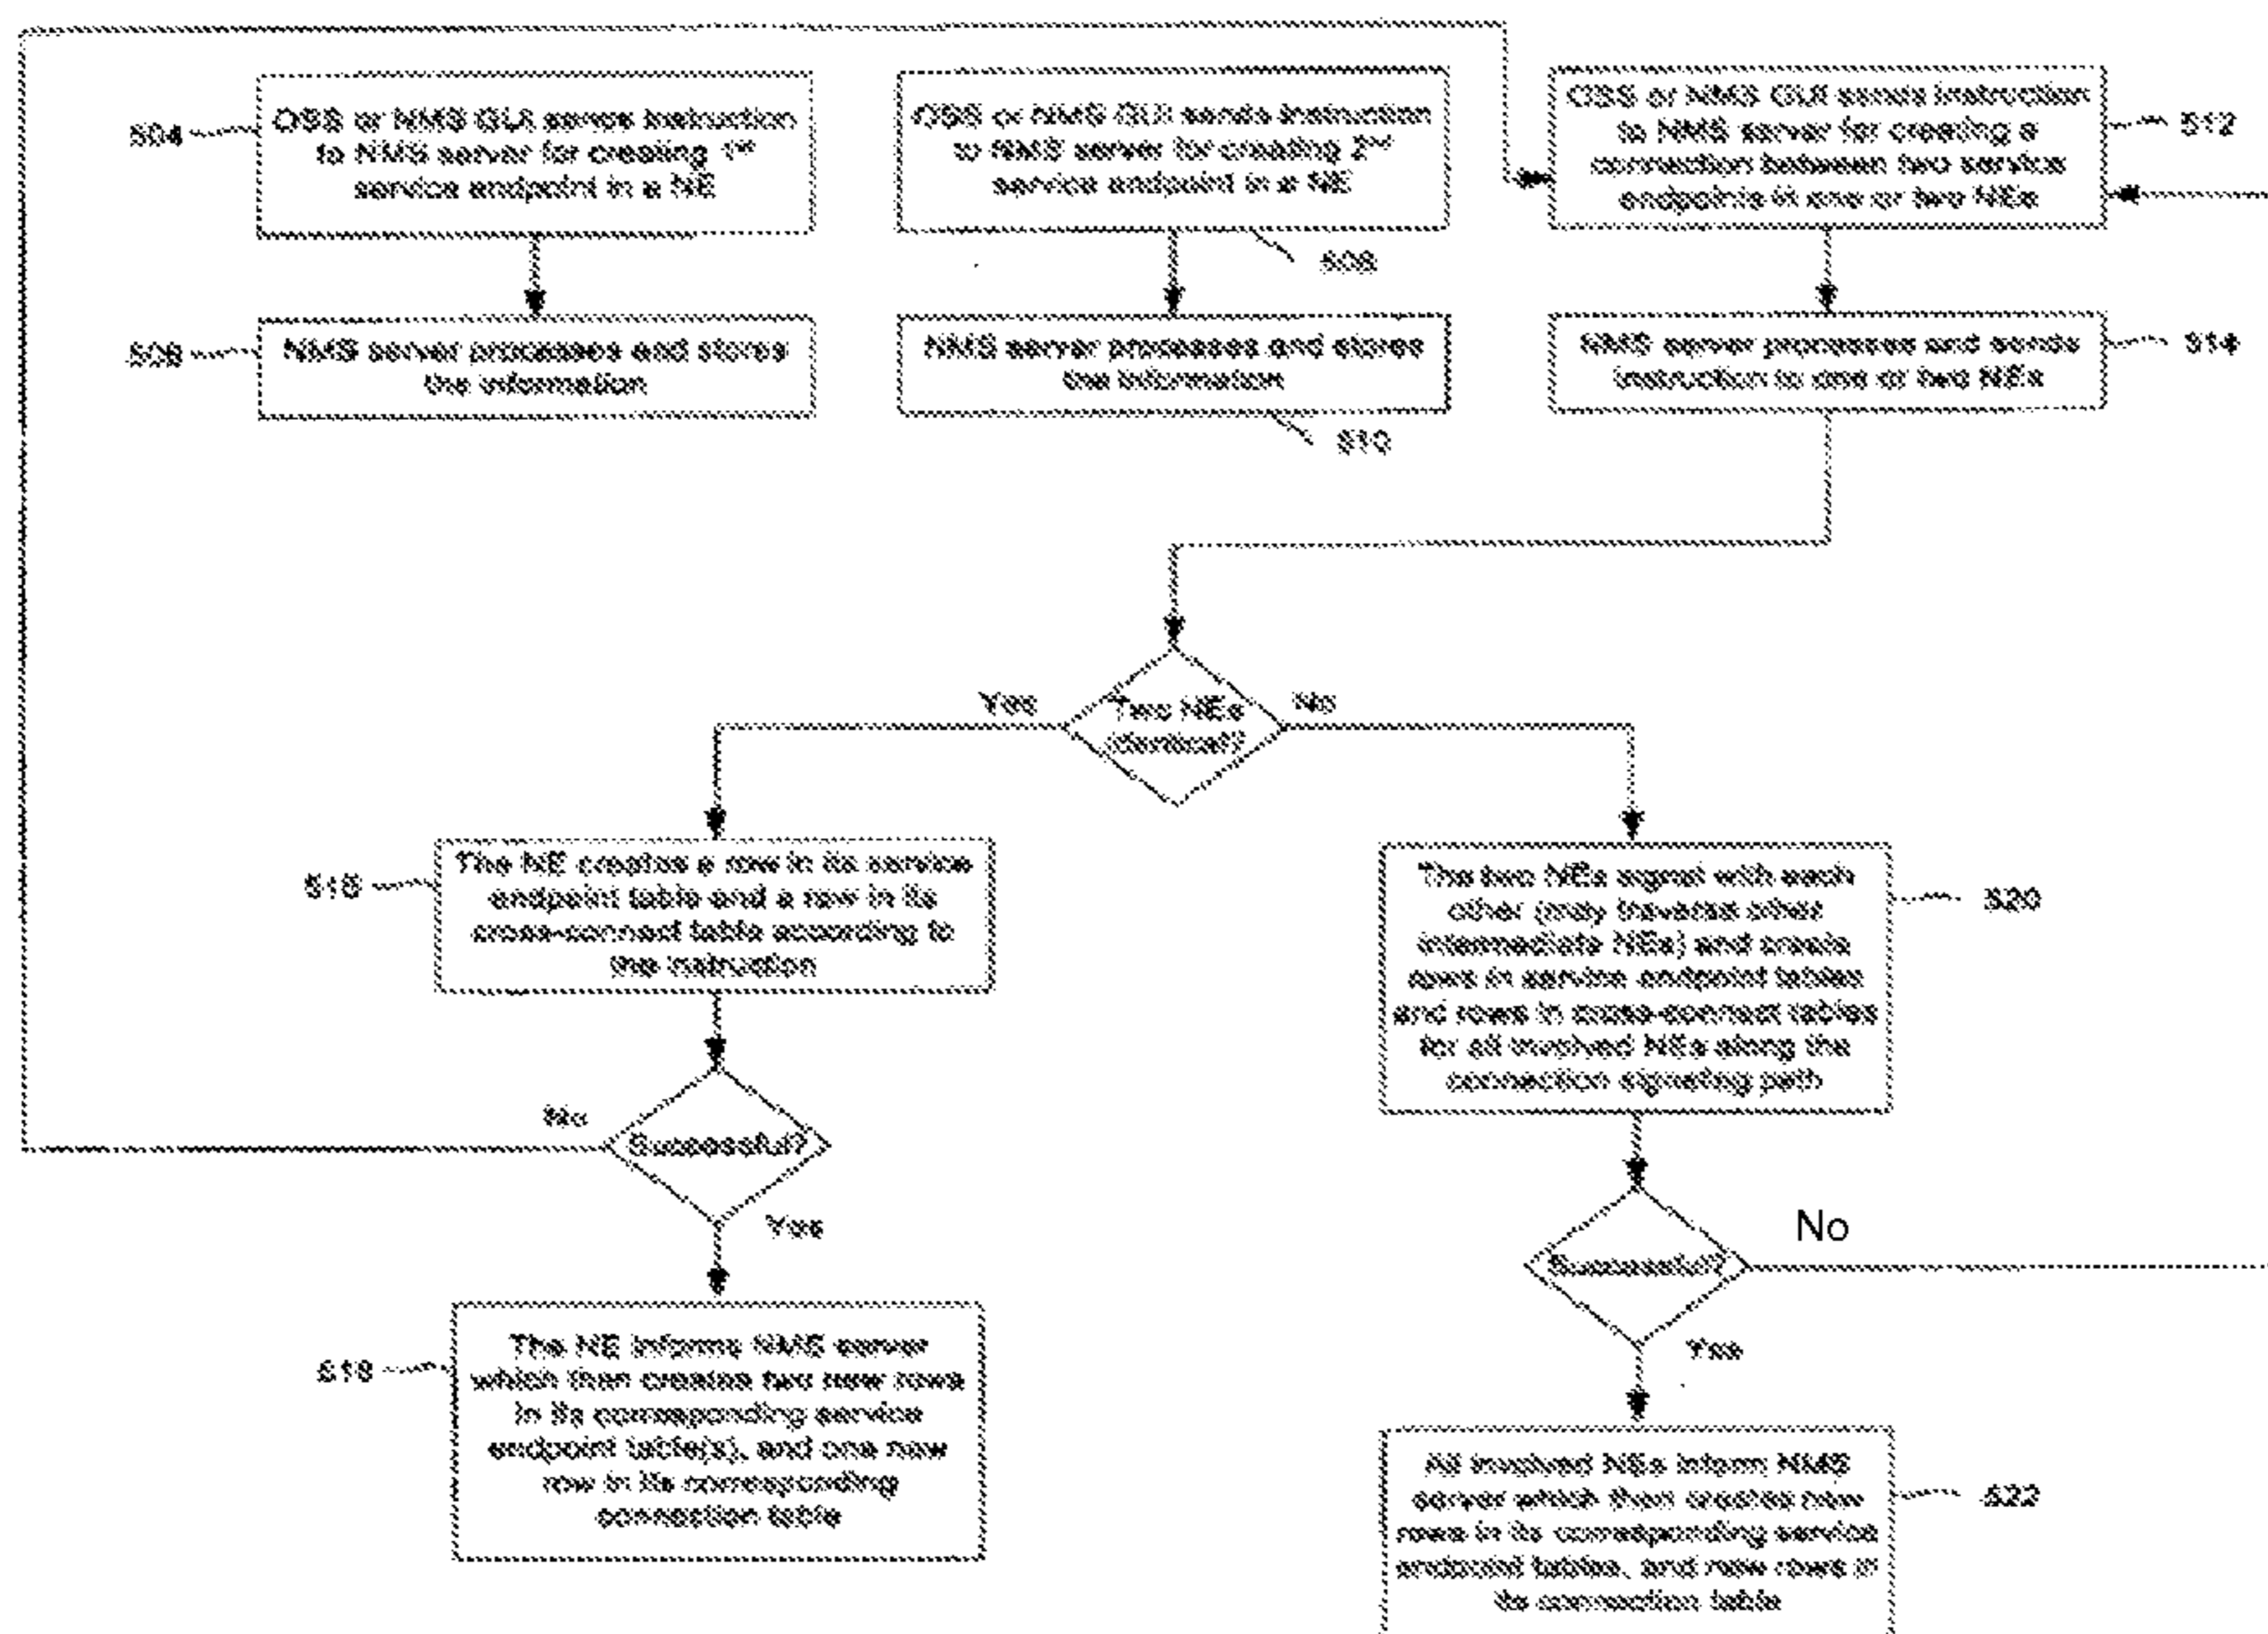 504
OSS or NMS GUI sends instruction
to NMS server for creating 1st
service endpoint in a NE
OSS or NMS GUI sends instruction
to NMS server for creating 2nd
service endpoint in a NE
508
OSS or NMS GUI sends instruction
to NMS server for creating a
connection between two service
endpoints in one or two NEs
512
506
NMS server processes and stores
the information
NMS server processes and stores
the information
510
NMS server processes and sends
instruction to one or two NEs
514
Two NEs
identical?
Yes
No
516
The NE creates a row in its service
endpoint table and a row in its
cross-connect table according to
the instruction
The two NEs signal with each
other (may traverse other
intermediate NEs) and create
rows in service endpoint tables
and rows in cross-connect tables
for all involved NEs along the
connection signaling path
520
Successful?
No
Yes
Successful?
No
Yes
518
The NE informs NMS server
which then creates two new rows
in its corresponding service
endpoint table(s), and one new
row in its corresponding
connection table
All involved NEs inform NMS
server which then creates new
rows in its corresponding service
endpoint tables, and new rows in
its connection table
522